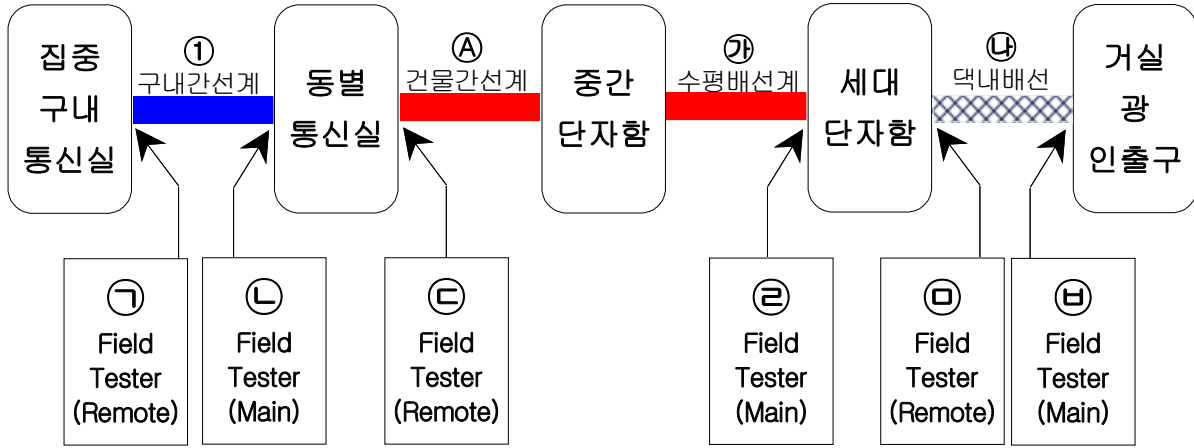 집중
구내
통신실
①
구내간선계
동별
통신실
Ⓐ
건물간선계
중간
단자함
㉮
수평배선계
세대
단자함
㉯
댁내배선
거실
광
인출구
㉠
Field
Tester
(Remote)
㉡
Field
Tester
(Main)
㉢
Field
Tester
(Remote)
㉣
Field
Tester
(Main)
㉤
Field
Tester
(Remote)
㉥
Field
Tester
(Main)